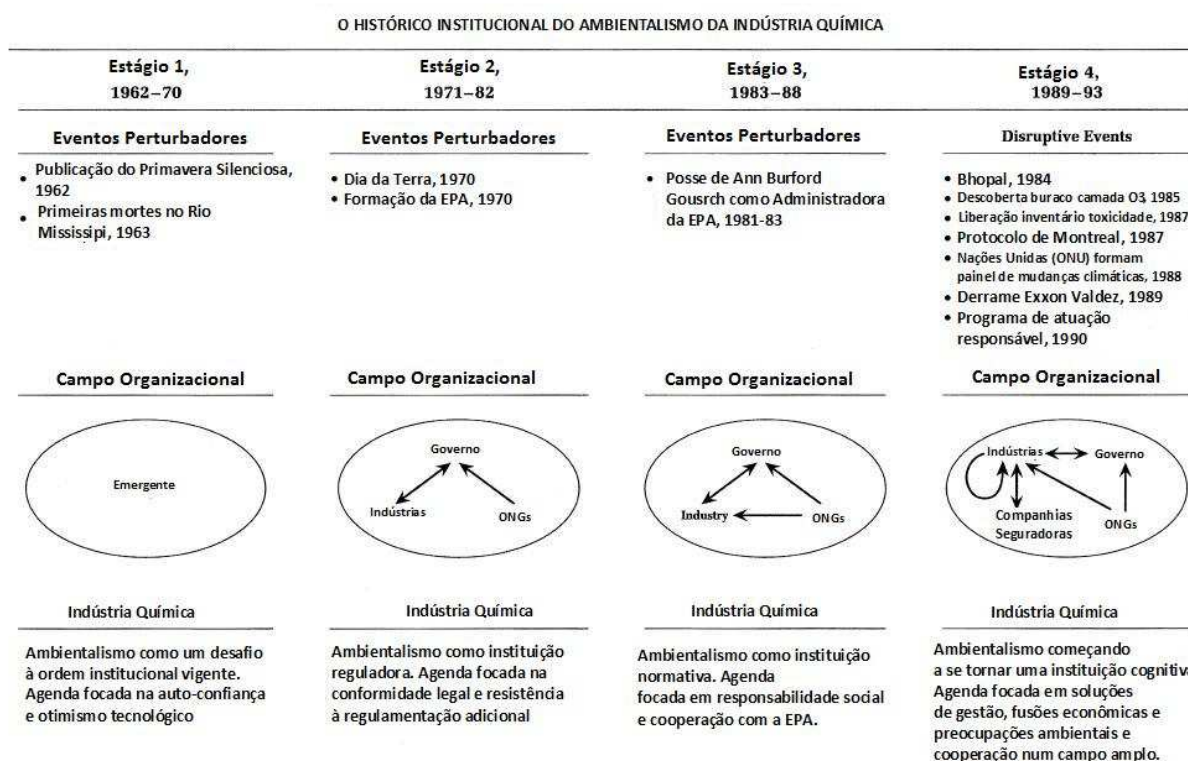 O HISTÓRICO INSTITUCIONAL DO AMBIENTALISMO DA INDÚSTRIA QUÍMICA
Estágio 1,
1962–70
Eventos Perturbadores
• Publicação do Primavera Silenciosa,
1962
• Primeiras mortes no Rio
Mississipi, 1963
Campo Organizacional
Emergente
Indústria Química
Ambientalismo como um desafio
à ordem institucional vigente.
Agenda focada na auto-confiança
e otimismo tecnológico
Estágio 2,
1971–82
Eventos Perturbadores
• Dia da Terra, 1970
• Formação da EPA, 1970
Campo Organizacional
Governo
Indústrias
ONGs
Indústria Química
Ambientalismo como instituição
reguladora. Agenda focada na
conformidade legal e resistência
à regulamentação adicional
Estágio 3,
1983–88
Eventos Perturbadores
• Posse de Ann Burford
Gousrch como Administradora
da EPA, 1981-83
Campo Organizacional
Governo
Industry
ONGs
Indústria Química
Ambientalismo como instituição
normativa. Agenda
focada em responsabilidade social
e cooperação com a EPA.
Estágio 4,
1989–93
Disruptive Events
• Bhopal, 1984
• Descoberta buraco camada O3, 1985
• Liberação inventário toxicidade, 1987
• Protocolo de Montreal, 1987
• Nações Unidas (ONU) formam
painel de mudanças climáticas, 1988
• Derrame Exxon Valdez, 1989
• Programa de atuação
responsável, 1990
Campo Organizacional
Indústrias
Governo
Companhias
Seguradoras
ONGs
Indústria Química
Ambientalismo começando
a se tornar uma instituição cognitiva
Agenda focada em soluções
de gestão, fusões econômicas e
preocupações ambientais e
cooperação num campo amplo.